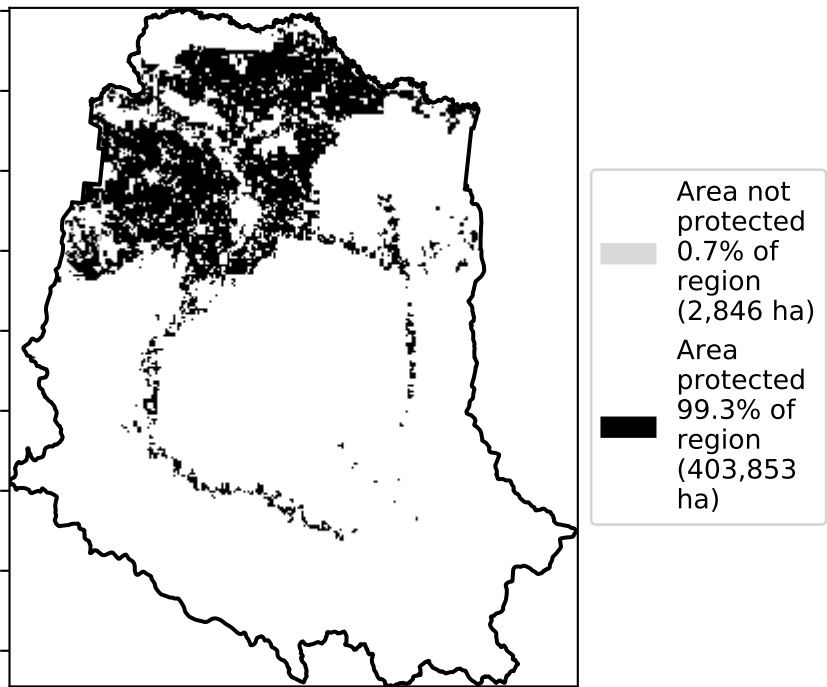 Area not
protected
0.7% of
region
(2,846 ha)
Area
protected
99.3% of
region
(403,853
ha)